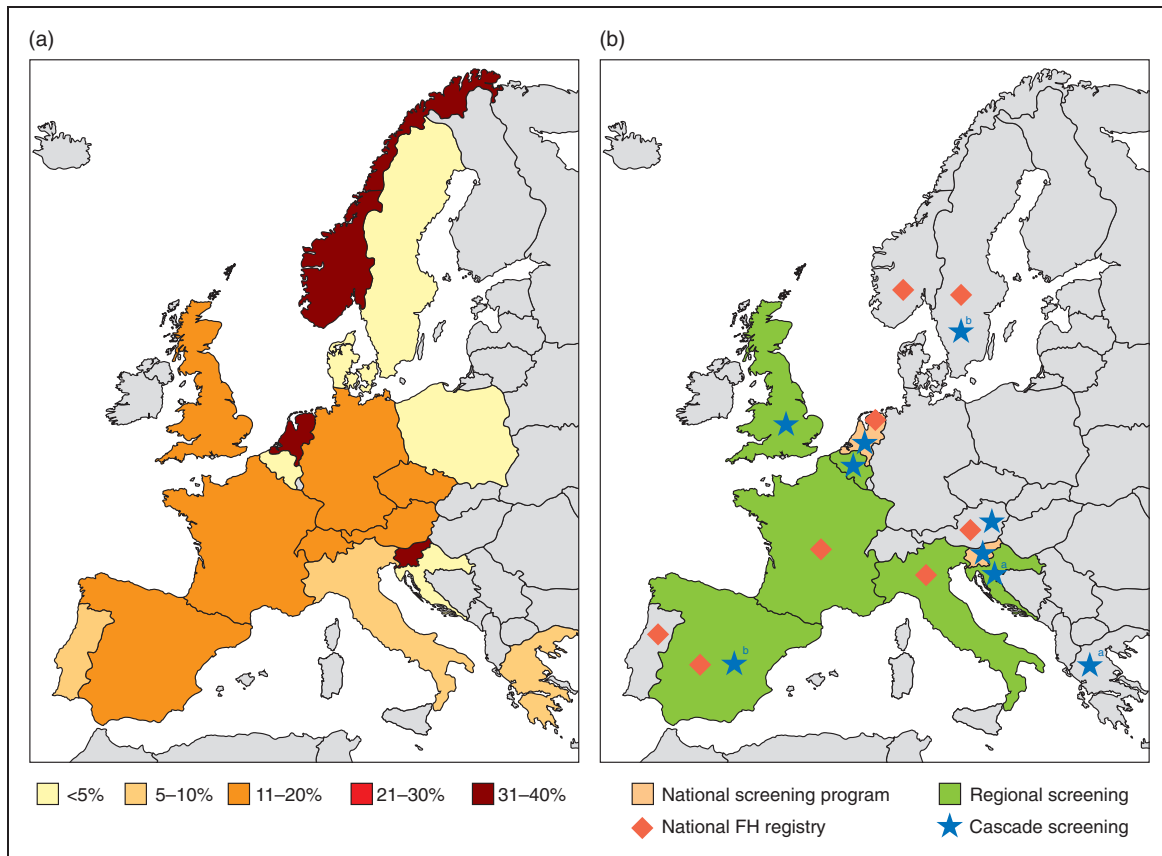 (a)
(b)
b
b
a
a
<5%
5–10%
11–20%
21–30%
31–40%
National screening program
Regional screening
National FH registry
Cascade screening